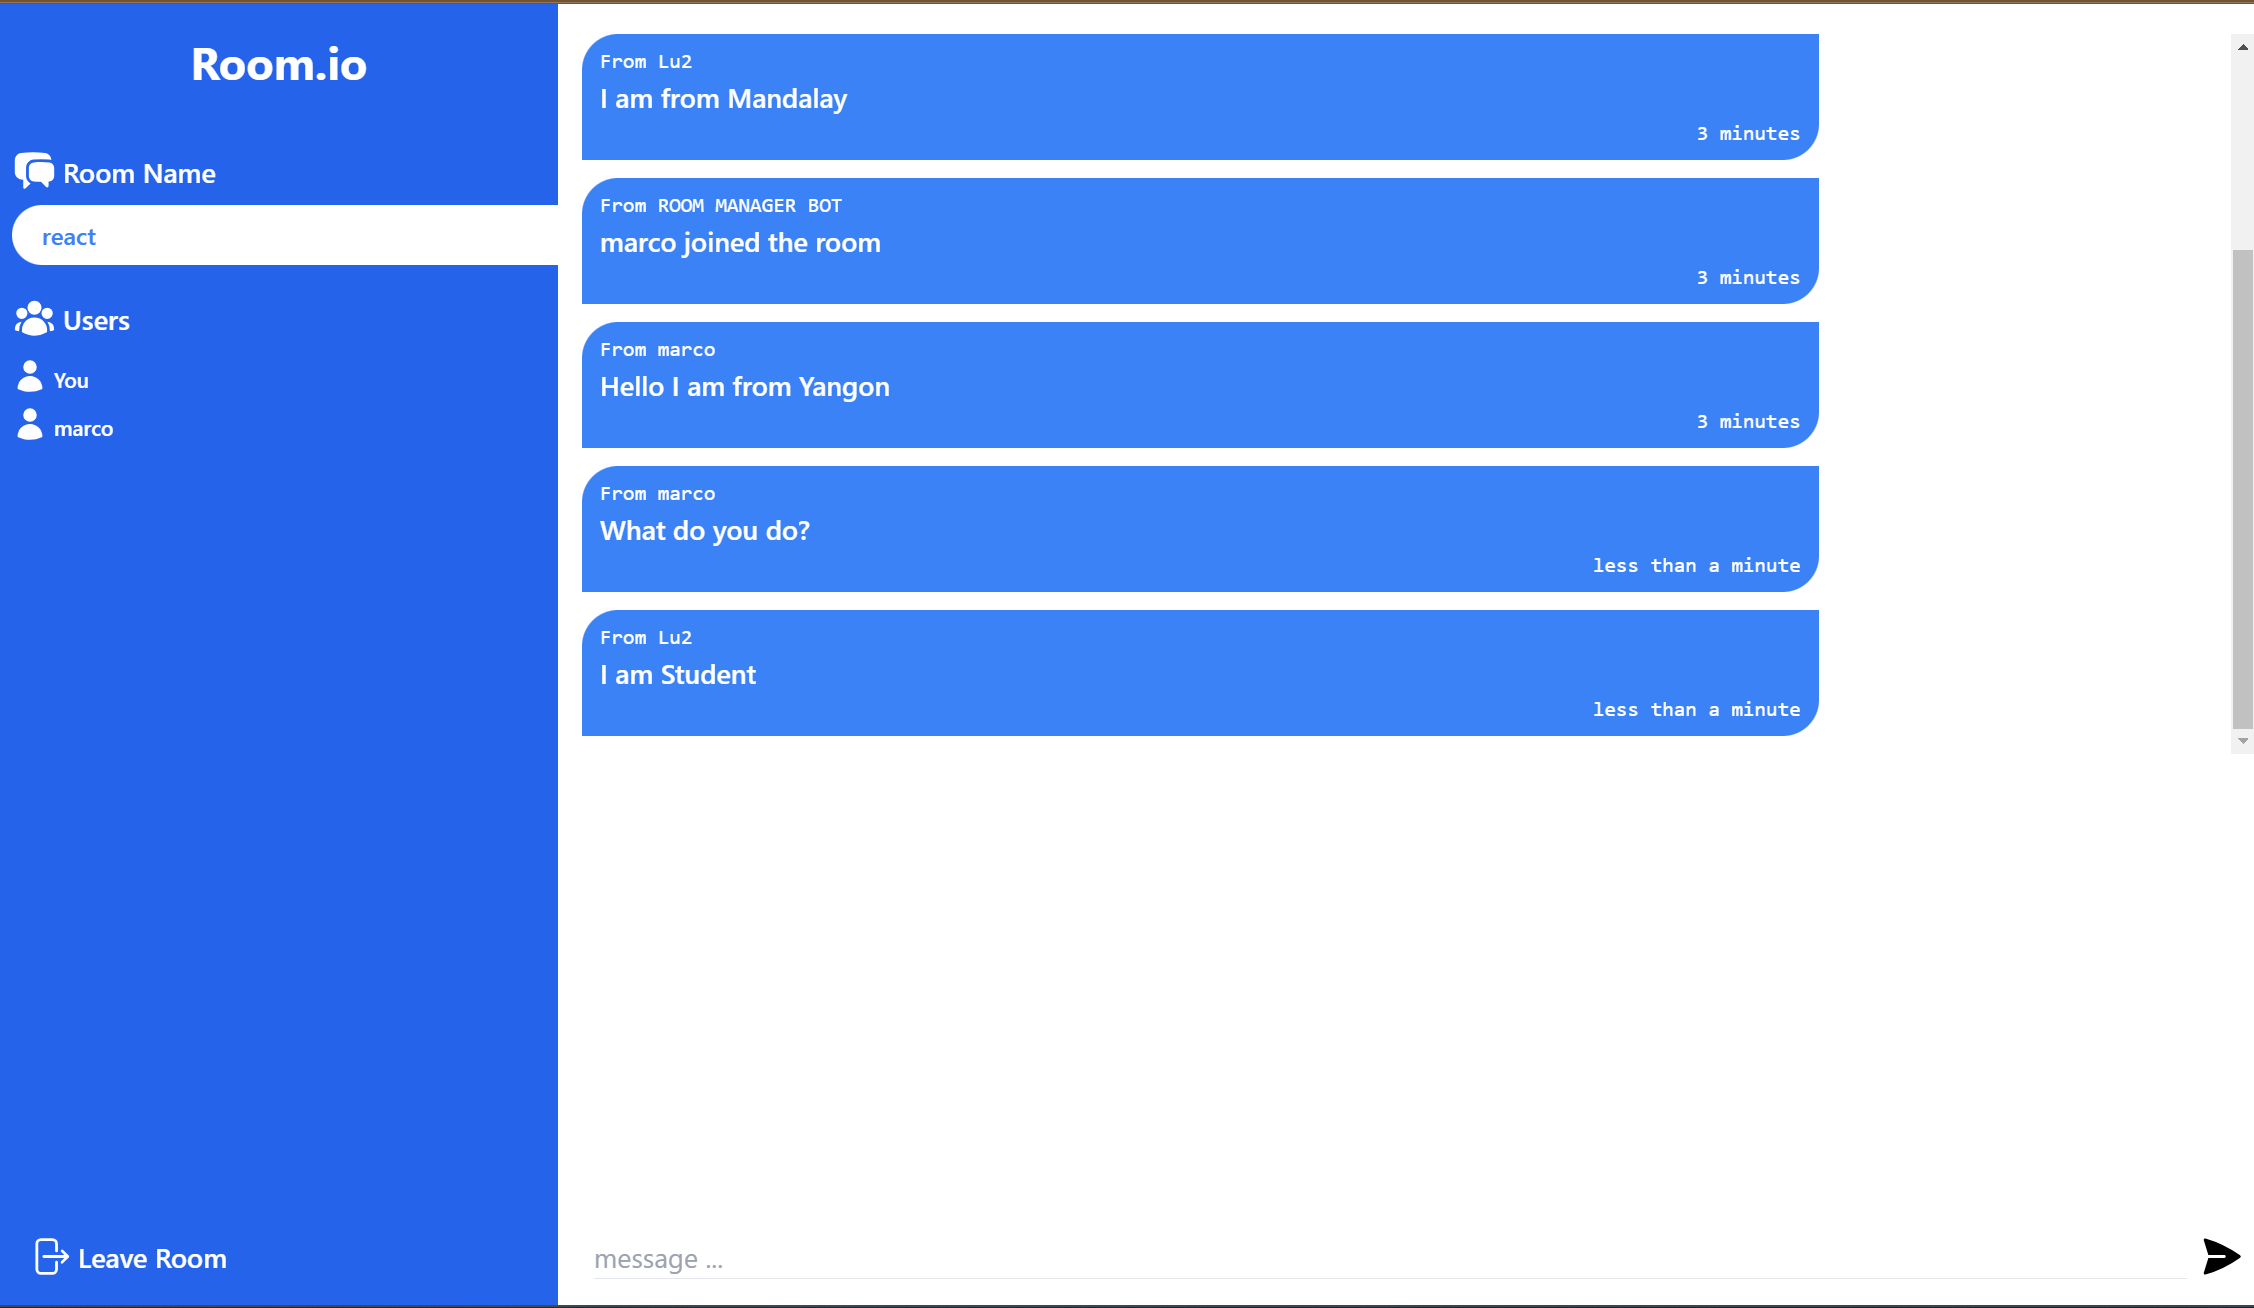 Room.io
Room Name
react
Users
You
marco
Leave Room
From Lu2
I am from Mandalay
3 minutes
From ROOM MANAGER BOT
marco joined the room
3 minutes
From marco
Hello I am from Yangon
3 minutes
From marco
What do you do?
less than a minute
From Lu2
I am Student
less than a minute
message ...